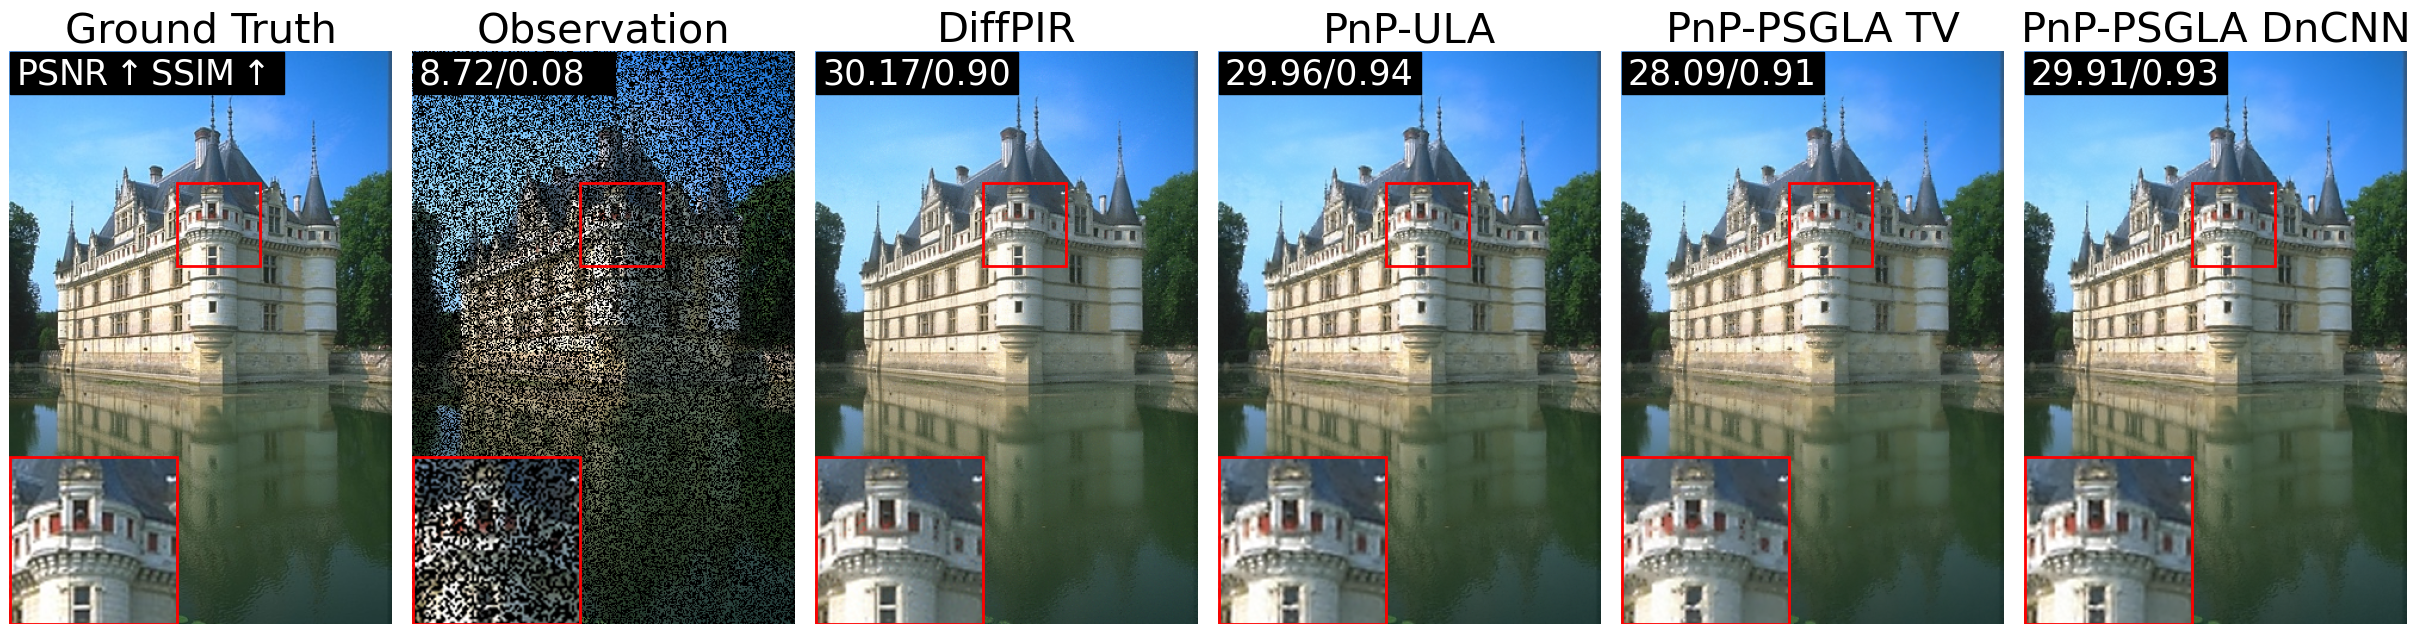 Ground Truth
Observation
DiffPIR
PnP-ULA
PnP-PSGLA TV
PnP-PSGLA DnCNN
PSNR ↑ SSIM ↑
8.72/0.08
30.17/0.90
29.96/0.94
28.09/0.91
29.91/0.93